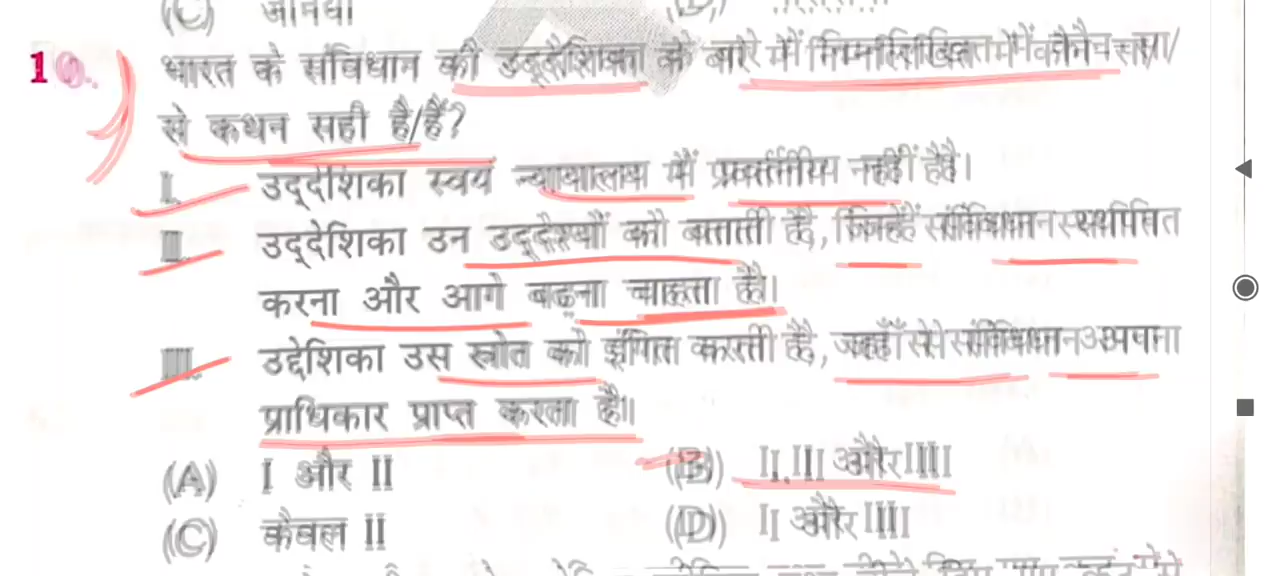 (C)
10. भारत के संविधान की उद्देशिका के बारे में निम्नलिखित में कौन सा/
से कथन सही है/हैं?
I. उद्देशिका स्वयं न्यायालय में प्रवर्तनीय नहीं है।
II. उद्देशिका उन उद्देश्यों को बताती है, जिन्हें संविधान स्थापित
करना और आगे बढ़ना चाहता है।
III. उद्देशिका उस स्रोत को इंगित करती है, जहाँ से संविधान अपना
प्राधिकार प्राप्त करता है।
(A) I और II (B) I, II और III
(C) केवल II (D) I और III